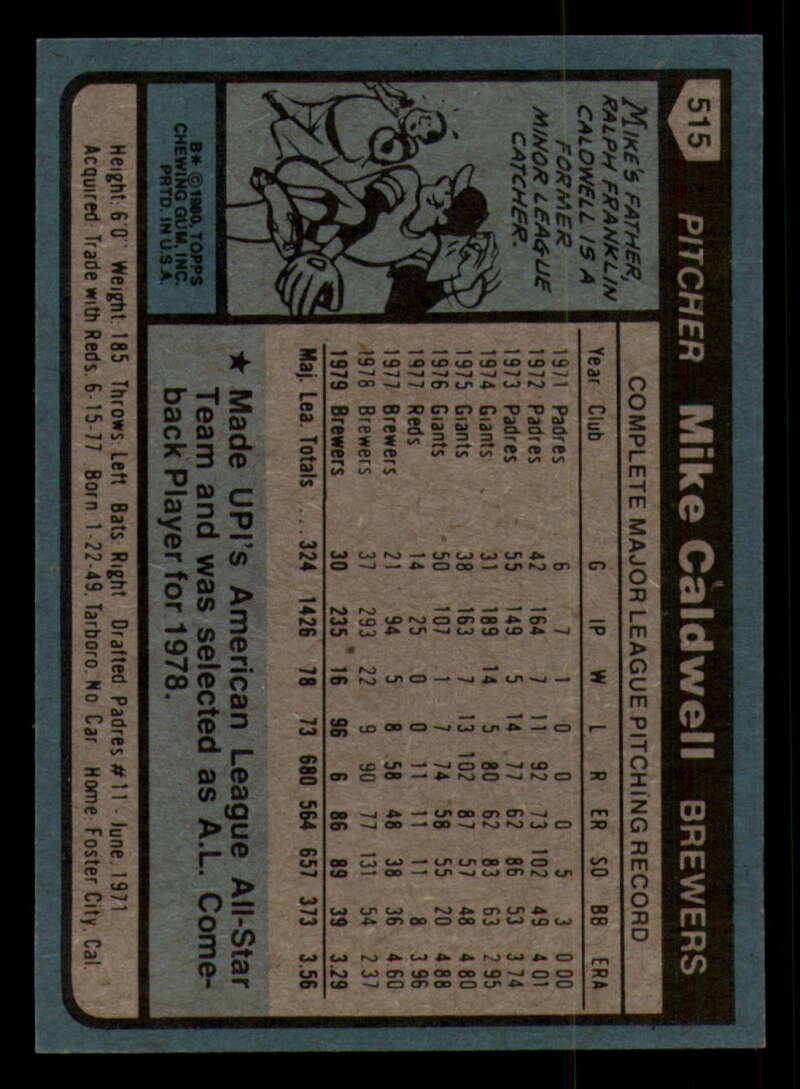 515 PITCHER Mike Caldwell BREWERS
MIKE'S FATHER,
RALPH FRANKLIN
CALDWELL IS A
FORMER
MINOR LEAGUE
CATCHER.
B* © 1980, TOPPS
CHEWING GUM, INC.
PRTD. IN U.S.A.
COMPLETE MAJOR LEAGUE PITCHING RECORD
Year Club G IP W L R ER SO BB ERA
1971 Padres 6 7 1 0 0 0 5 3 0.00
1972 Padres 42 164 7 11 92 73 102 49 4.01
1973 Padres 55 149 5 14 77 62 86 53 3.74
1974 Giants 31 189 14 5 80 62 83 63 2.95
1975 Giants 38 163 7 13 102 87 57 48 4.80
1976 Giants 50 107 1 7 74 58 55 20 4.88
1977 Reds 14 25 0 0 11 11 11 8 3.96
1977 Brewers 21 94 5 8 58 48 38 36 4.60
1978 Brewers 37 293 22 9 90 77 131 54 2.37
1979 Brewers 30 235 16 96 6 86 89 39 3.29
Maj. Lea. Totals ... 324 1426 78 73 680 564 657 373 3.56
★ Made UPI's American League All-Star
Team and was selected as A.L. Come-
back Player for 1978.
Height: 6'0" Weight: 185 Throws: Left Bats: Right Drafted: Padres #11 - June, 1971
Acquired: Trade with Reds, 6-15-77 Born 1-22-49, Tarboro, No Car Home: Foster City, Cal.